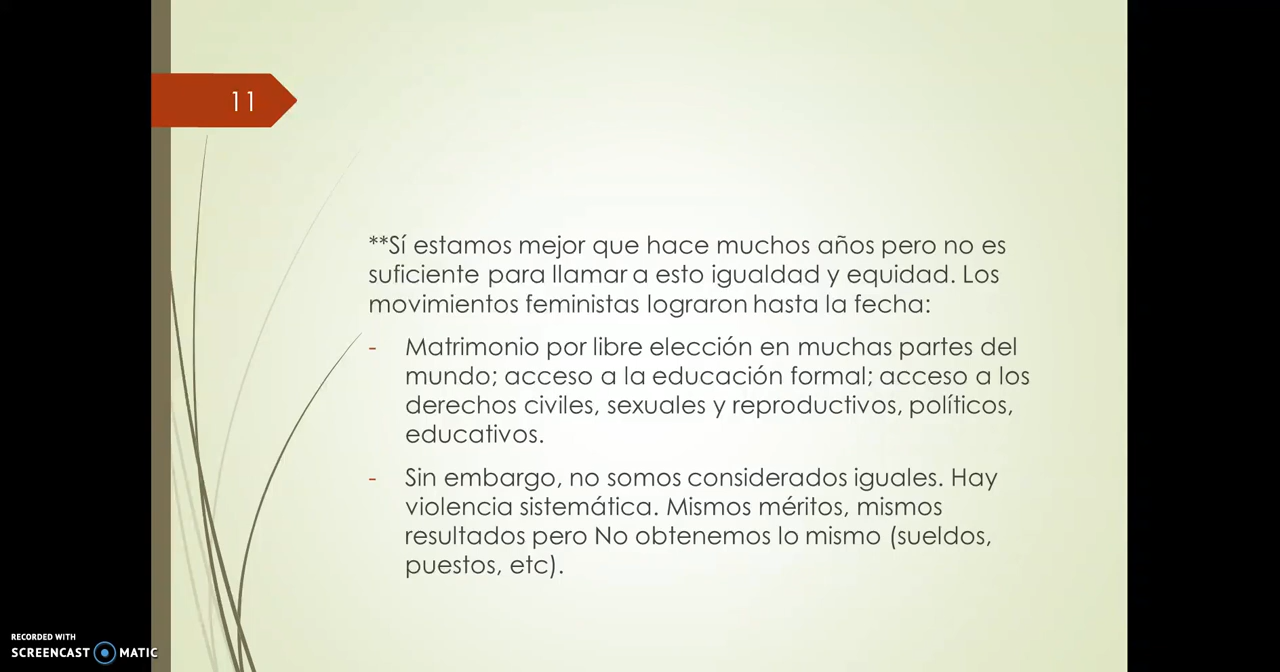 11
**Sí estamos mejor que hace muchos años pero no es
suficiente para llamar a esto igualdad y equidad. Los
movimientos feministas lograron hasta la fecha:
- Matrimonio por libre elección en muchas partes del
mundo; acceso a la educación formal; acceso a los
derechos civiles, sexuales y reproductivos, políticos,
educativos.
- Sin embargo, no somos considerados iguales. Hay
violencia sistemática. Mismos méritos, mismos
resultados pero No obtenemos lo mismo (sueldos,
puestos, etc).
RECORDED WITH
SCREENCAST MATIC